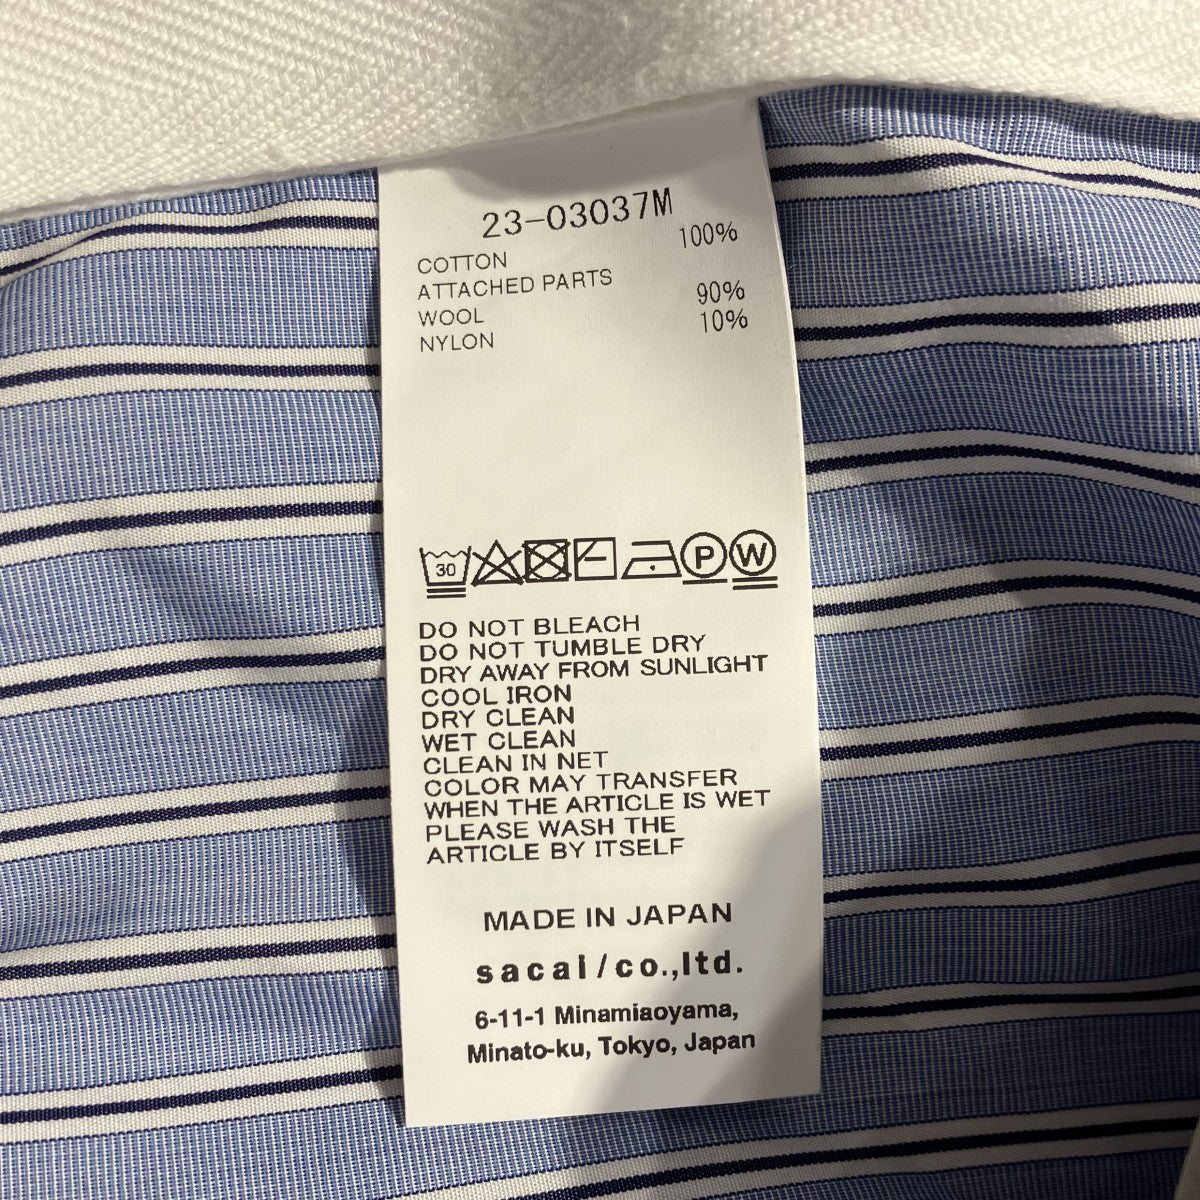 23-03037M
COTTON 100%
ATTACHED PARTS
WOOL 90%
NYLON 10%
30 P W
DO NOT BLEACH
DO NOT TUMBLE DRY
DRY AWAY FROM SUNLIGHT
COOL IRON
DRY CLEAN
WET CLEAN
CLEAN IN NET
COLOR MAY TRANSFER
WHEN THE ARTICLE IS WET
PLEASE WASH THE
ARTICLE BY ITSELF
MADE IN JAPAN
sacai/co.,ltd.
6-11-1 Minamiaoyama,
Minato-ku, Tokyo, Japan